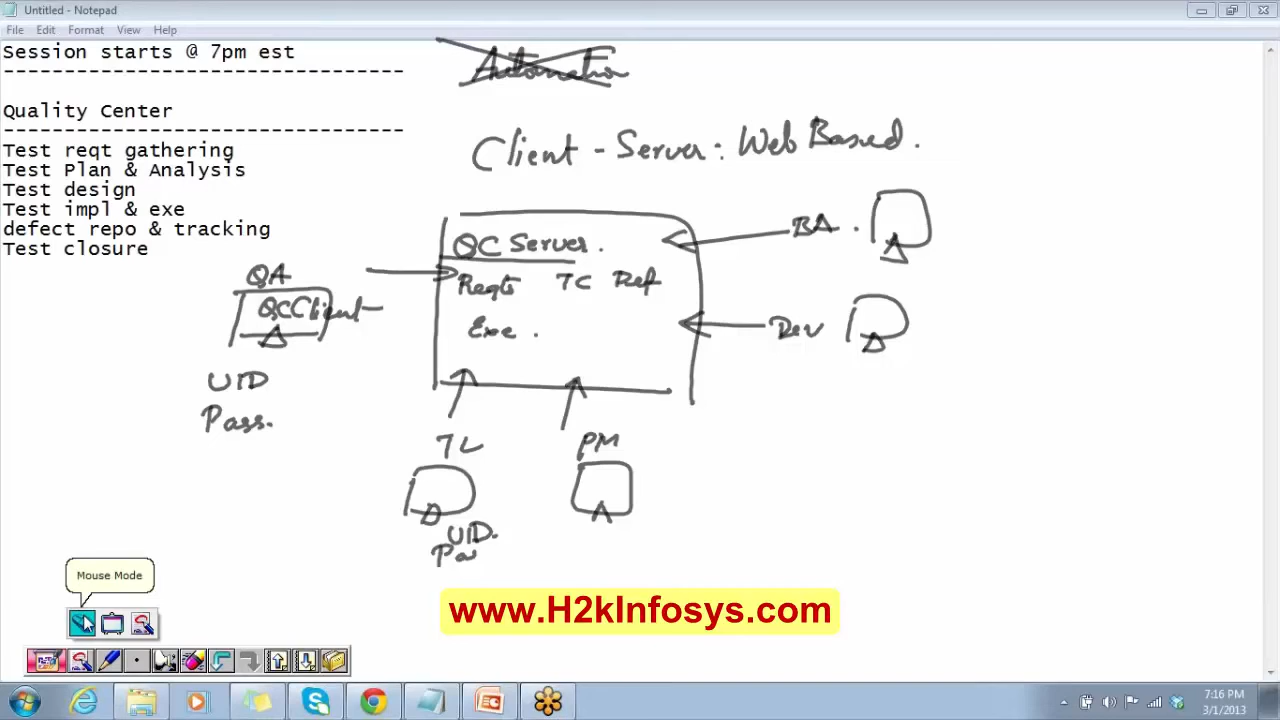 Untitled - Notepad
File Edit Format View Help
Session starts @ 7pm est
---------------------------------
Quality Center
---------------------------------
Test reqt gathering
Test Plan & Analysis
Test design
Test impl & exe
defect repo & tracking
Test closure
Automation
Client - Server : Web Based .
QC Server .
Reqts TC Def
Exe .
BA .
Dev
QA
QC Client
UID
Pass.
TL
UID.
Pas
PM
Mouse Mode
www.H2kInfosys.com
7:16 PM
3/1/2013